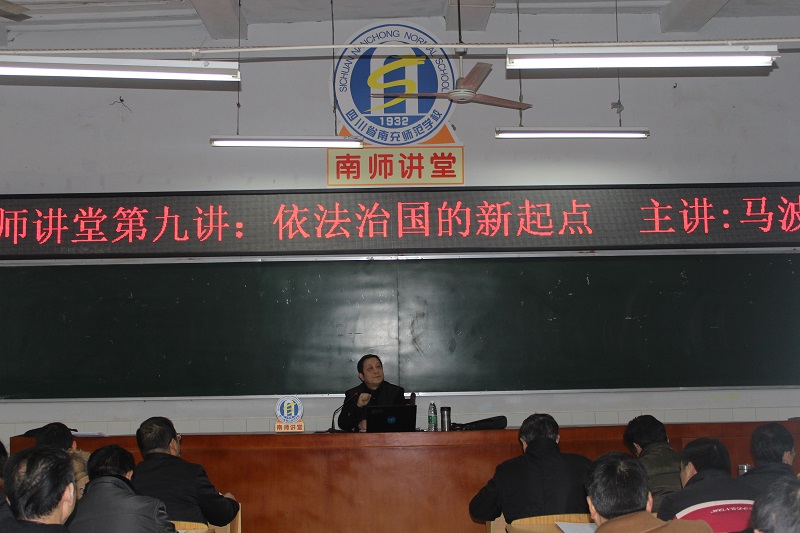 SICHUAN NANCHONG NORMAL SCHOOL
1932
四川省南充师范学校
南师讲堂
师讲堂第九讲：依法治国的新起点 主讲:马波
南师讲堂